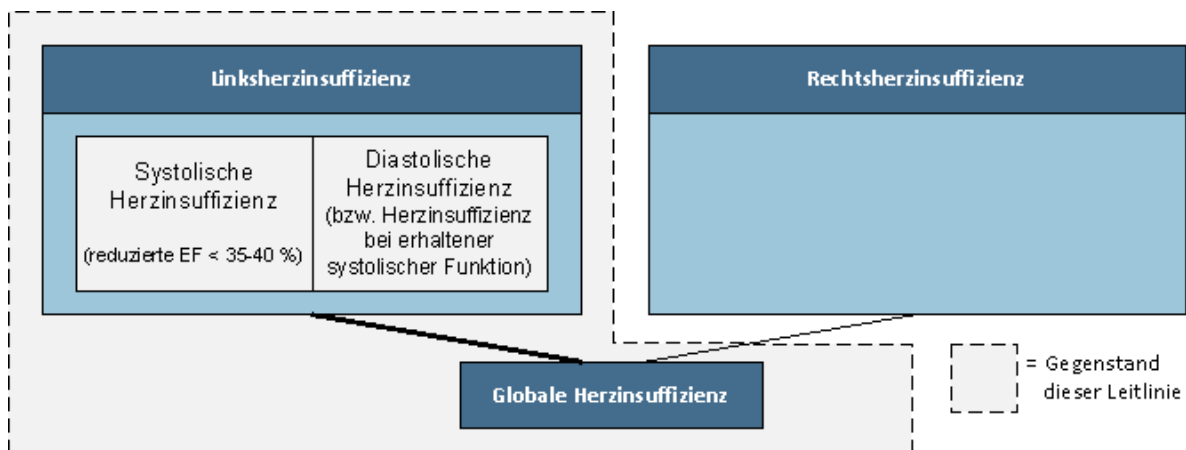 Linksherzinsuffizienz
Systolische
Herzinsuffizienz
(reduzierte EF < 35-40 %)
Diastolische
Herzinsuffizienz
(bzw. Herzinsuffizienz
bei erhaltener
systolischer Funktion)
Rechtsherzinsuffizienz
Globale Herzinsuffizienz
= Gegenstand
dieser Leitlinie